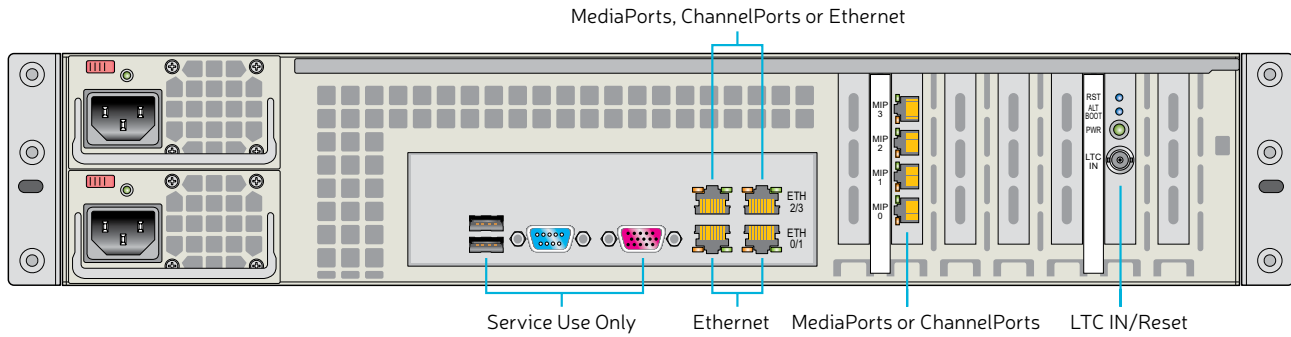 MediaPorts, ChannelPorts or Ethernet
MIP
3
MIP
2
MIP
1
MIP
0
RST
ALT
BOOT
PWR
LTC
IN
ETH
2/3
ETH
0/1
Service Use Only
Ethernet
MediaPorts or ChannelPorts
LTC IN/Reset